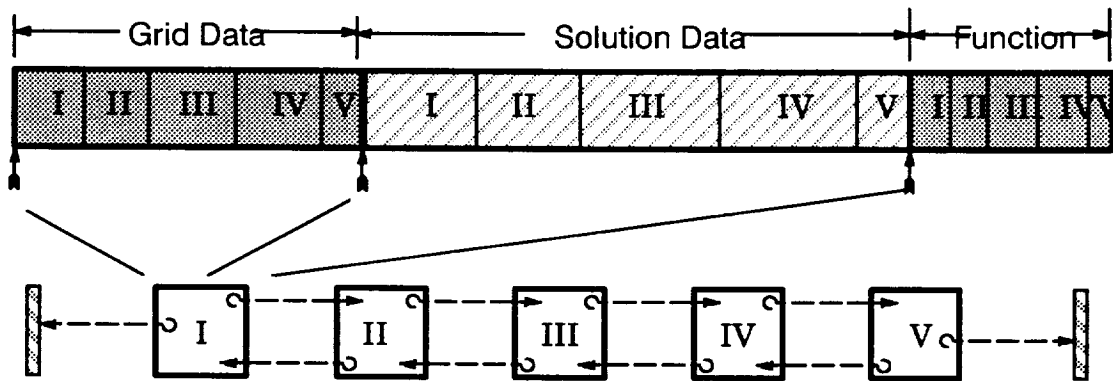 Grid Data Solution Data Function
I II III IV V I II III IV V I II III IV V
I II III IV V